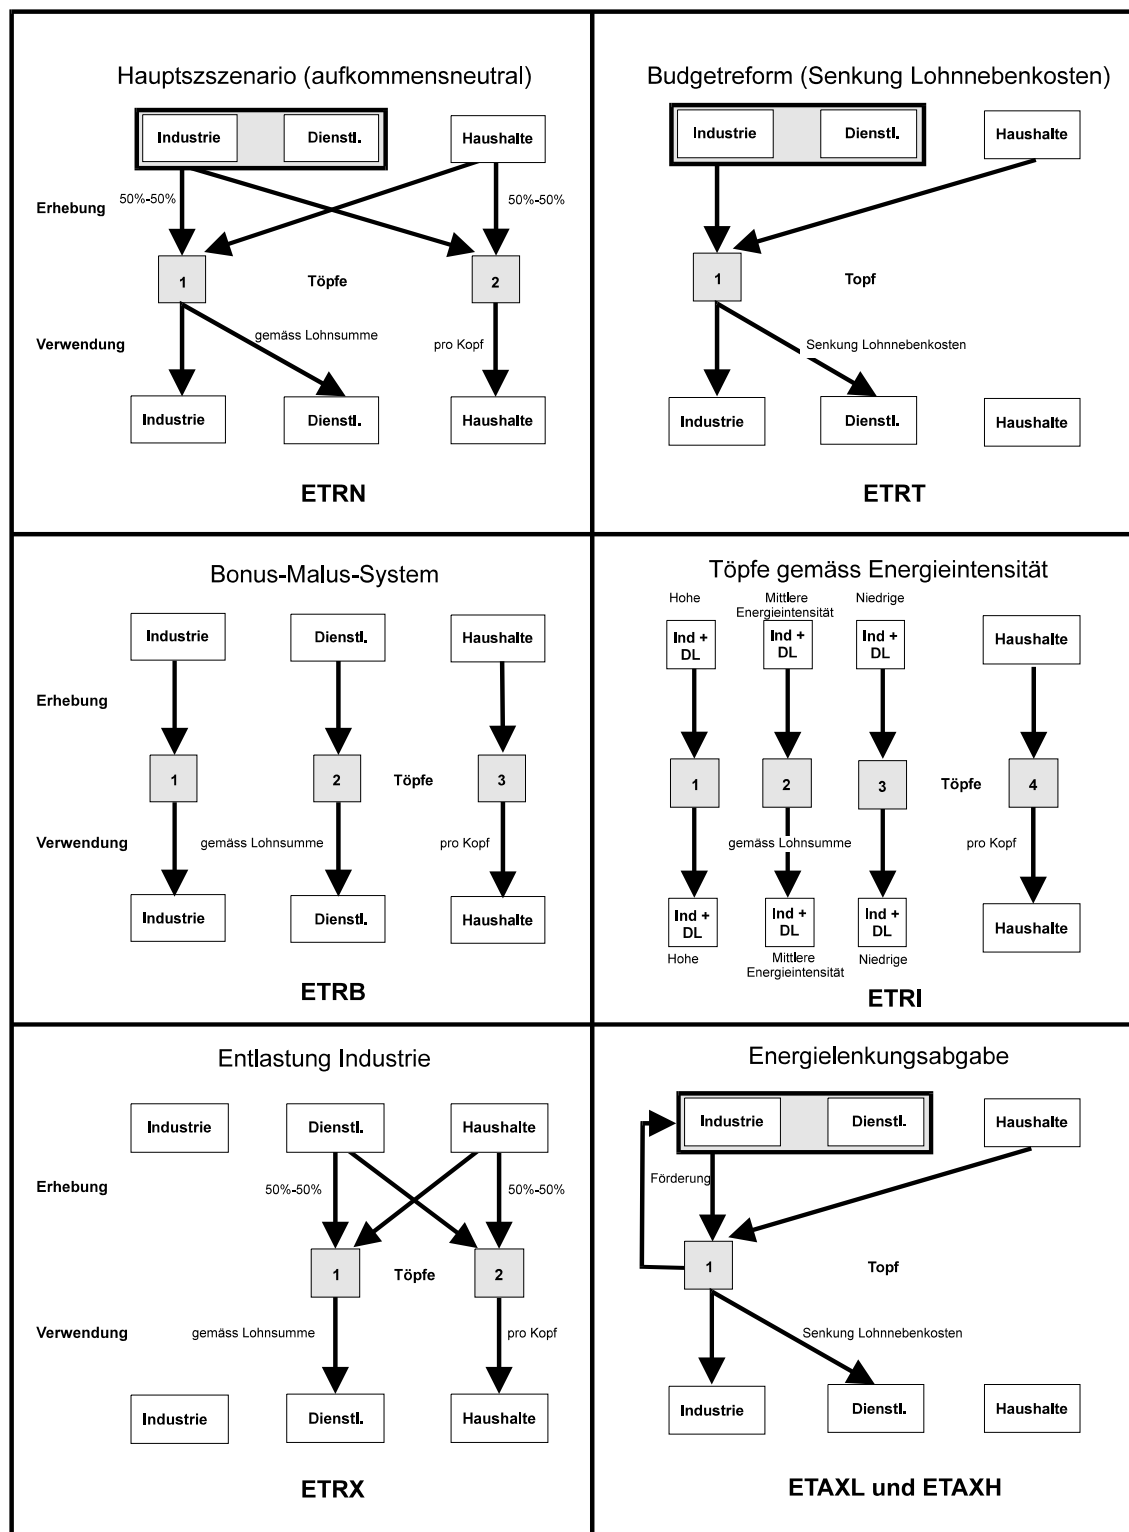 Hauptszszenario (aufkommensneutral)
Industrie
Dienstl.
Haushalte
50%-50%
50%-50%
Erhebung
1
Töpfe
2
Verwendung
gemäss Lohnsumme
pro Kopf
Industrie
Dienstl.
Haushalte
ETRN
Budgetreform (Senkung Lohnnebenkosten)
Industrie
Dienstl.
Haushalte
1
Topf
Senkung Lohnnebenkosten
Industrie
Dienstl.
Haushalte
ETRT
Bonus-Malus-System
Industrie
Dienstl.
Haushalte
Erhebung
1
2
Töpfe
3
Verwendung
gemäss Lohnsumme
pro Kopf
Industrie
Dienstl.
Haushalte
ETRB
Töpfe gemäss Energieintensität
Hohe
Mittlere
Energieintensität
Niedrige
Ind +
DL
Ind +
DL
Ind +
DL
Haushalte
1
2
3
Töpfe
4
gemäss Lohnsumme
pro Kopf
Ind +
DL
Ind +
DL
Ind +
DL
Haushalte
Hohe
Mittlere
Energieintensität
Niedrige
ETRI
Entlastung Industrie
Industrie
Dienstl.
Haushalte
Erhebung
50%-50%
50%-50%
1
Töpfe
2
Verwendung
gemäss Lohnsumme
pro Kopf
Industrie
Dienstl.
Haushalte
ETRX
Energielenkungsabgabe
Industrie
Dienstl.
Haushalte
Förderung
1
Topf
Senkung Lohnnebenkosten
Industrie
Dienstl.
Haushalte
ETAXL und ETAXH